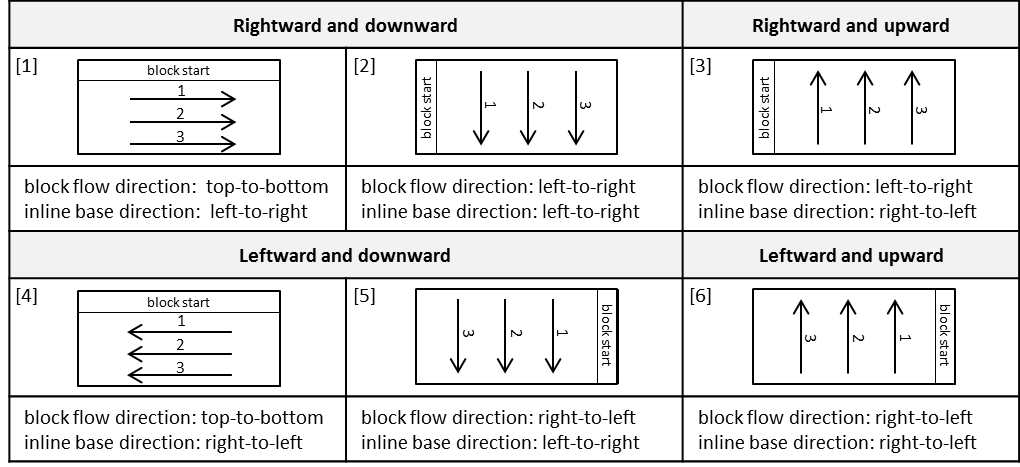 Rightward and downward
Rightward and upward
[1]
block start
1
2
3
[2]
block start
1
2
3
[3]
block start
1
2
3
block flow direction: top-to-bottom
inline base direction: left-to-right
block flow direction: left-to-right
inline base direction: left-to-right
block flow direction: left-to-right
inline base direction: right-to-left
Leftward and downward
Leftward and upward
[4]
block start
1
2
3
[5]
3
2
1
block start
[6]
3
2
1
block start
block flow direction: top-to-bottom
inline base direction: right-to-left
block flow direction: right-to-left
inline base direction: left-to-right
block flow direction: right-to-left
inline base direction: right-to-left